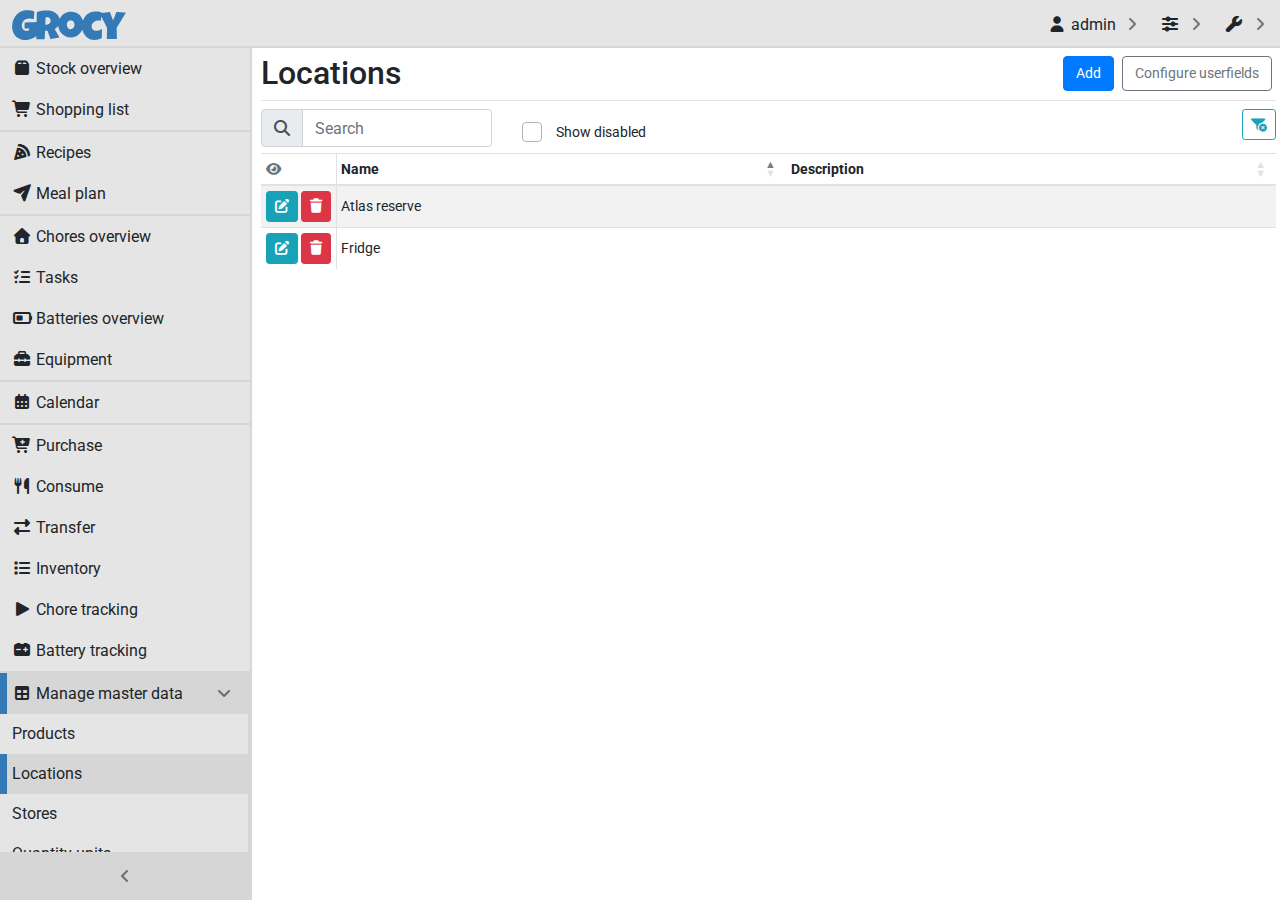 GROCY
admin
Stock overview
Shopping list
Recipes
Meal plan
Chores overview
Tasks
Batteries overview
Equipment
Calendar
Purchase
Consume
Transfer
Inventory
Chore tracking
Battery tracking
Manage master data
Products
Locations
Stores
Quantity units
Locations
Add
Configure userfields
Search
Show disabled
Name
Description
Atlas reserve
Fridge